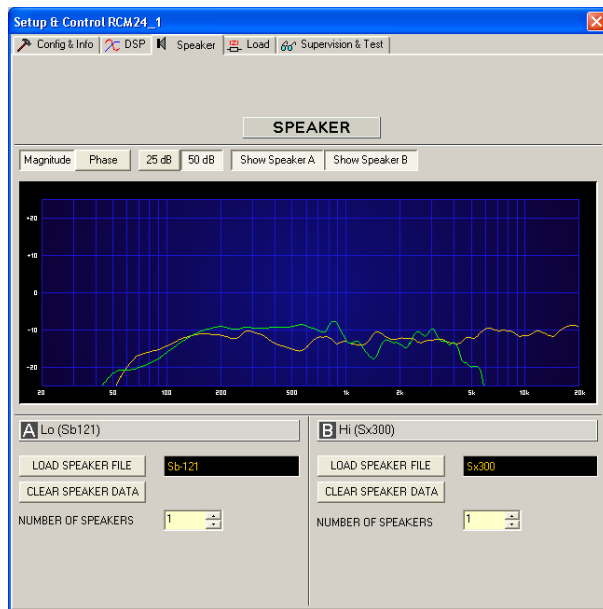 Setup & Control RCM24_1
Config & Info DSP Speaker Load Supervision & Test
SPEAKER
Magnitude Phase 25 dB 50 dB Show Speaker A Show Speaker B
+20
+10
0
-10
-20
20 50 100 200 500 1k 2k 5k 10k 20k
A Lo (Sb121)
LOAD SPEAKER FILE Sb-121
CLEAR SPEAKER DATA
NUMBER OF SPEAKERS 1
B Hi (Sx300)
LOAD SPEAKER FILE Sx300
CLEAR SPEAKER DATA
NUMBER OF SPEAKERS 1